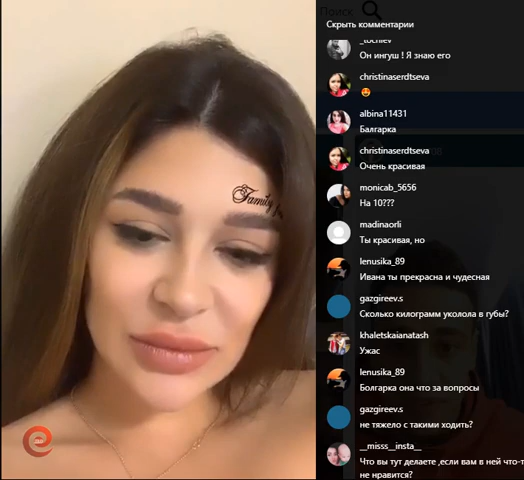 Поиск
Скрыть комментарии
_tochiev
Он ингуш ! Я знаю его
christinaserdtseva
albina11431
Балгарка
christinaserdtseva
Очень красивая
monicab_5656
На 10???
madinaorli
Ты красивая, но
lenusika_89
Ивана ты прекрасна и чудесная
gazgireev.s
Сколько килограмм уколола в губы?
khaletskaianatash
Ужас
lenusika_89
Болгарка она что за вопросы
gazgireev.s
не тяжело с такими ходить?
__misss__insta__
Что вы тут делаете ,если вам в ней что-т
не нравится?
Family